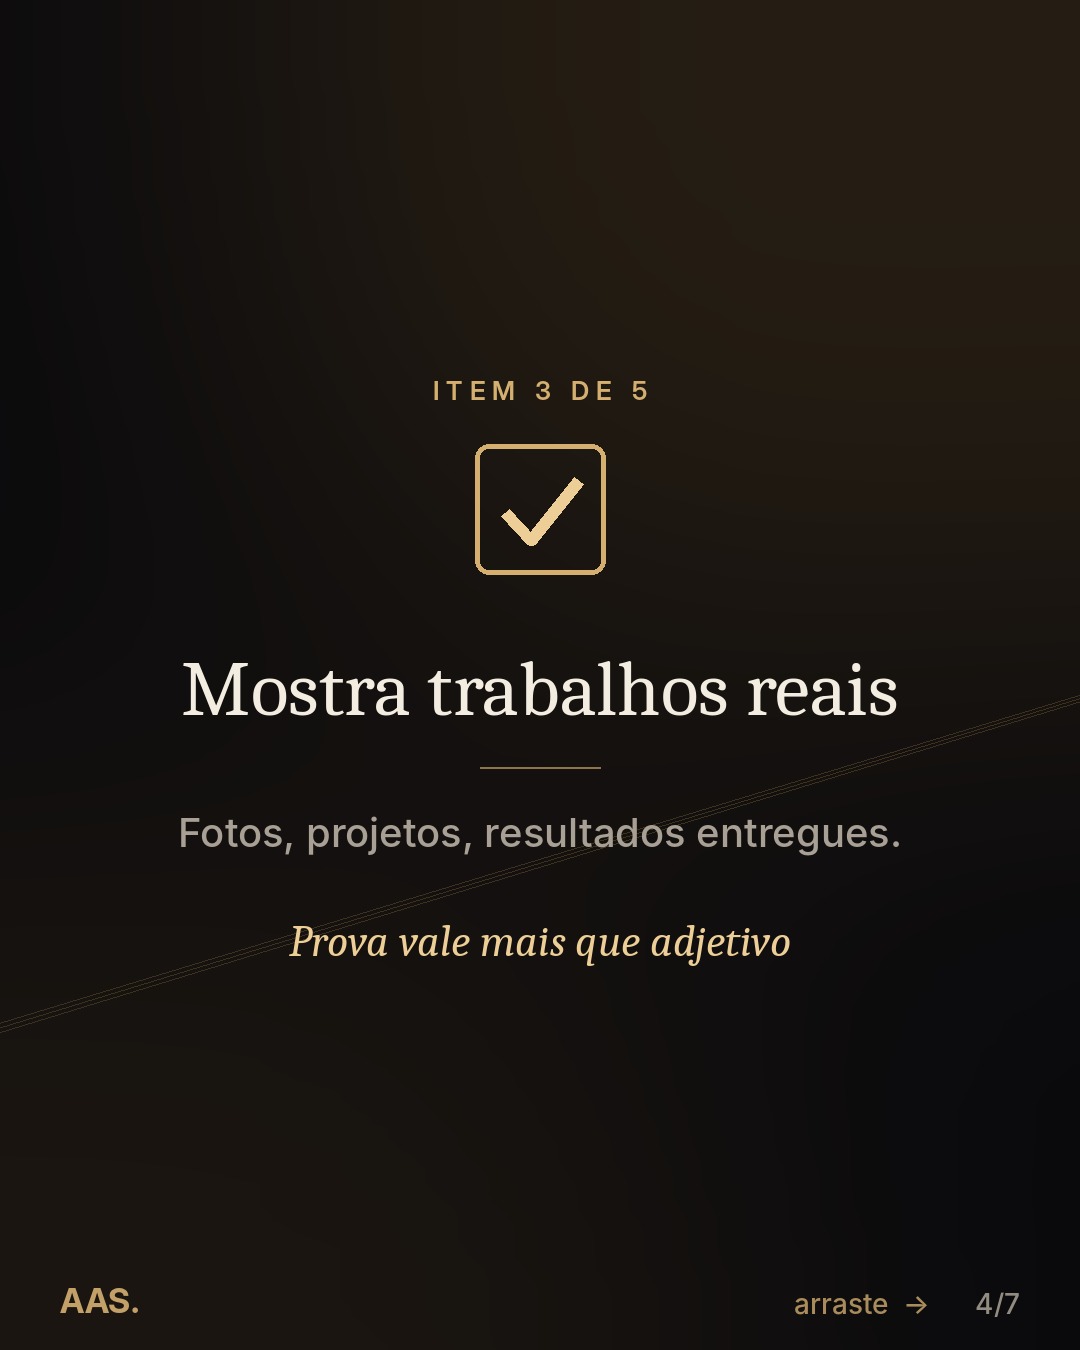 ITEM 3 DE 5
Mostra trabalhos reais
Fotos, projetos, resultados entregues.
Prova vale mais que adjetivo
AAS.
arraste → 4/7